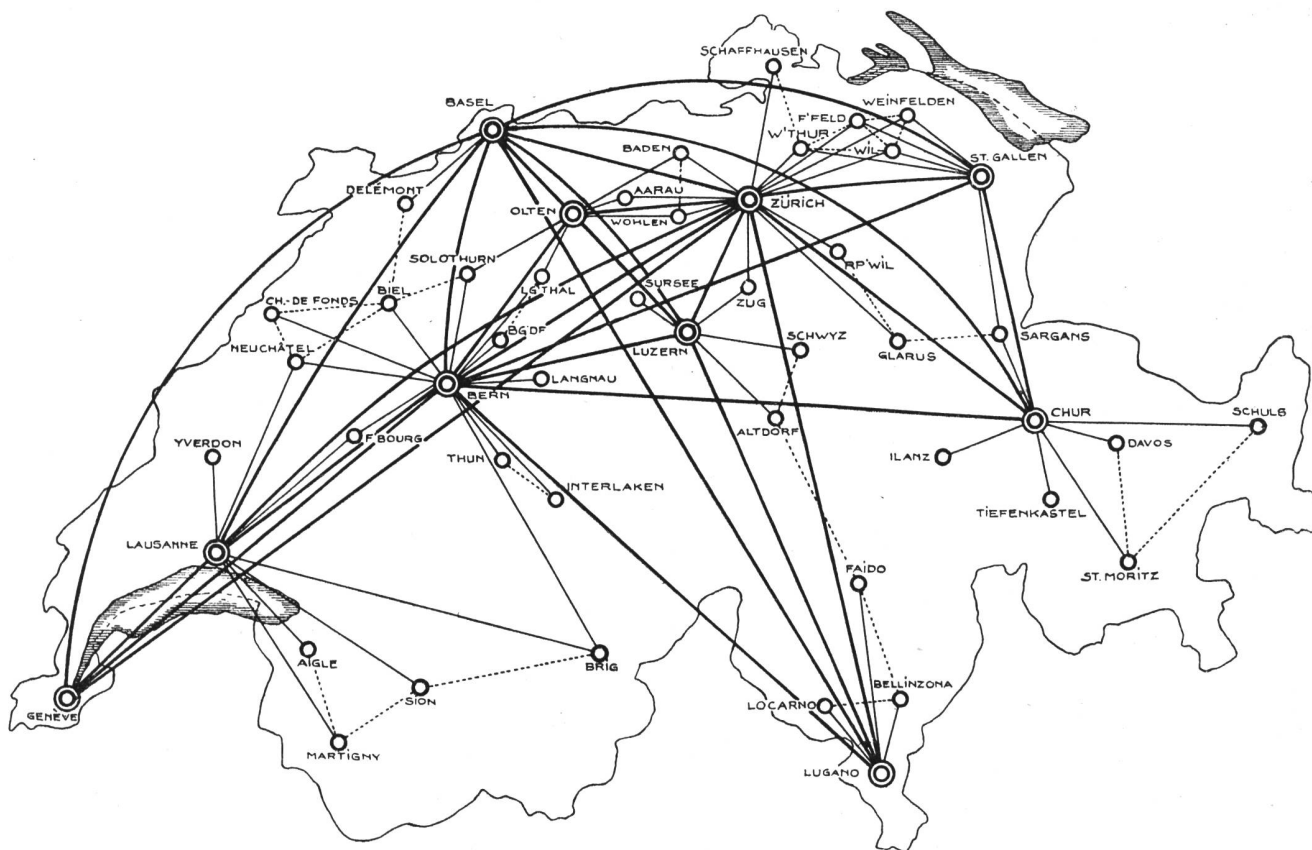 SCHAFFHAUSEN
BASEL
WEINFELDEN
F'FELD
W'THUR
WIL
BADEN
ST. GALLEN
DELÉMONT
AARAU
OLTEN
ZÜRICH
WOHLEN
SOLOTHURN
RP'WIL
BIEL
LG'THAL
SURSEE
ZUG
CH.-DE FONDS
BG'DF
SCHWYZ
SARGANS
LUZERN
GLARUS
NEUCHÂTEL
LANGNAU
BERN
CHUR
SCHULS
ALTDORF
F'BOURG
YVERDON
DAVOS
THUN
ILANZ
INTERLAKEN
TIEFENKASTEL
LAUSANNE
FAIDO
ST. MORITZ
AIGLE
BRIG
SION
BELLINZONA
LOCARNO
GENÈVE
MARTIGNY
LUGANO